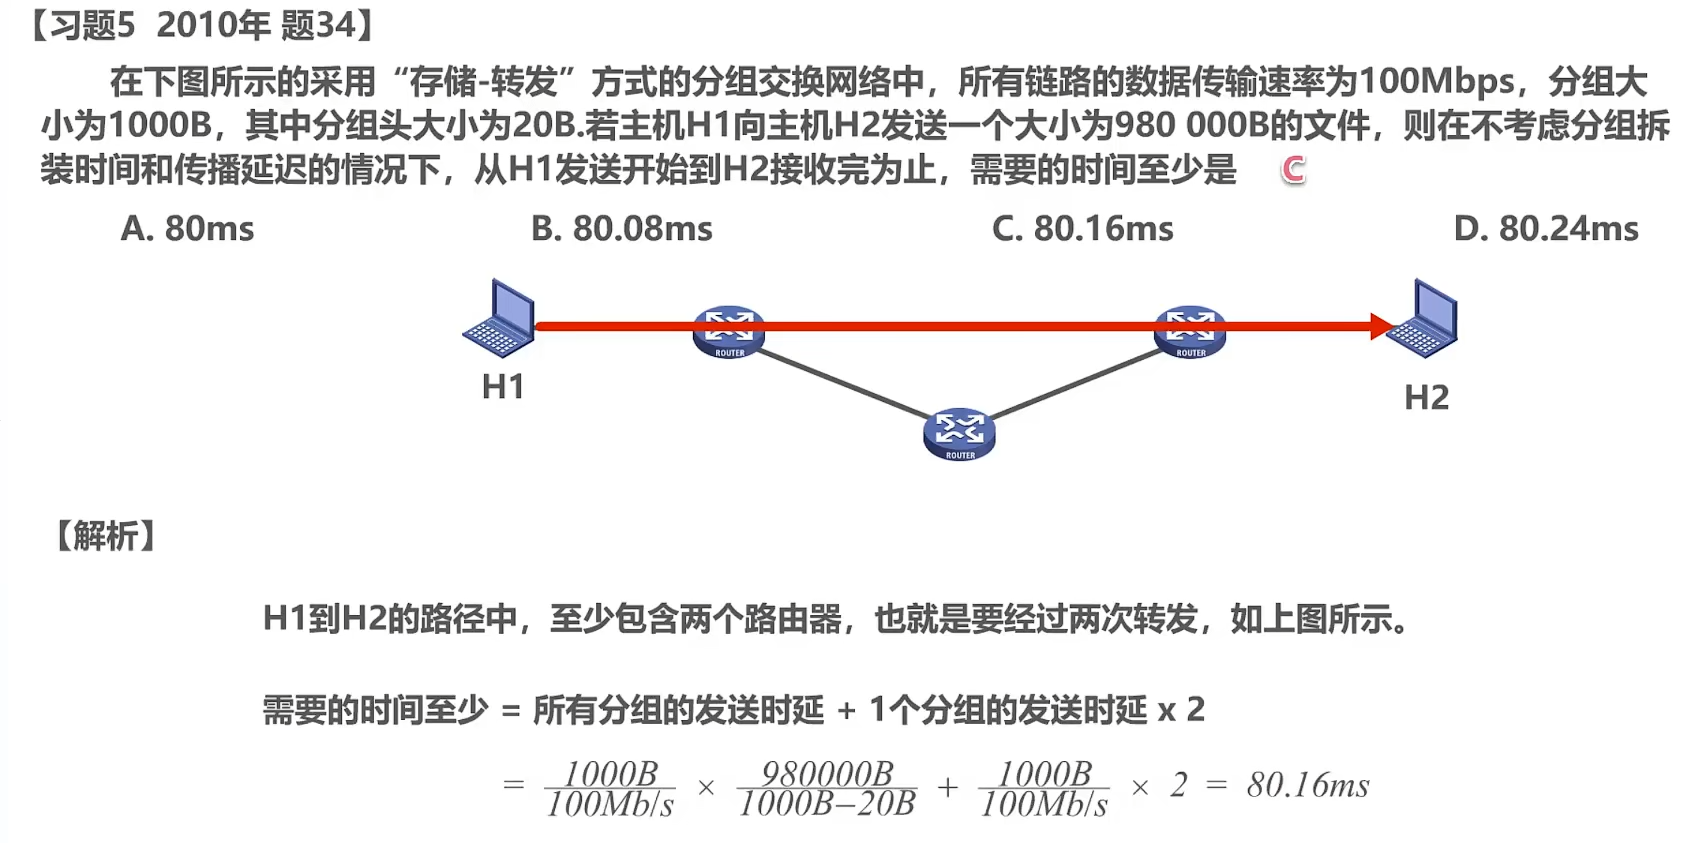 【习题5 2010年 题34】
在下图所示的采用“存储-转发”方式的分组交换网络中，所有链路的数据传输速率为100Mbps，分组大
小为1000B，其中分组头大小为20B.若主机H1向主机H2发送一个大小为980 000B的文件，则在不考虑分组拆
装时间和传播延迟的情况下，从H1发送开始到H2接收完为止，需要的时间至少是 C
A. 80ms B. 80.08ms C. 80.16ms D. 80.24ms
ROUTER ROUTER
H1 H2
ROUTER
【解析】
H1到H2的路径中，至少包含两个路由器，也就是要经过两次转发，如上图所示。
需要的时间至少 = 所有分组的发送时延 + 1个分组的发送时延 x 2
= 1000B/100Mb/s × 980000B/1000B−20B + 1000B/100Mb/s × 2 = 80.16ms